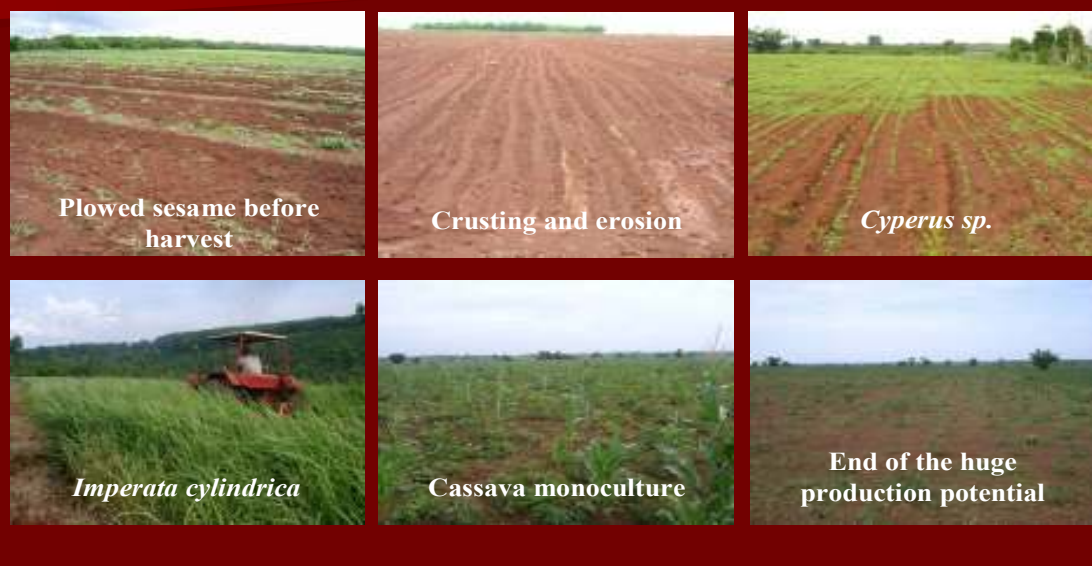 Plowed sesame before
harvest
Crusting and erosion
Cyperus sp.
Imperata cylindrica
Cassava monoculture
End of the huge
production potential